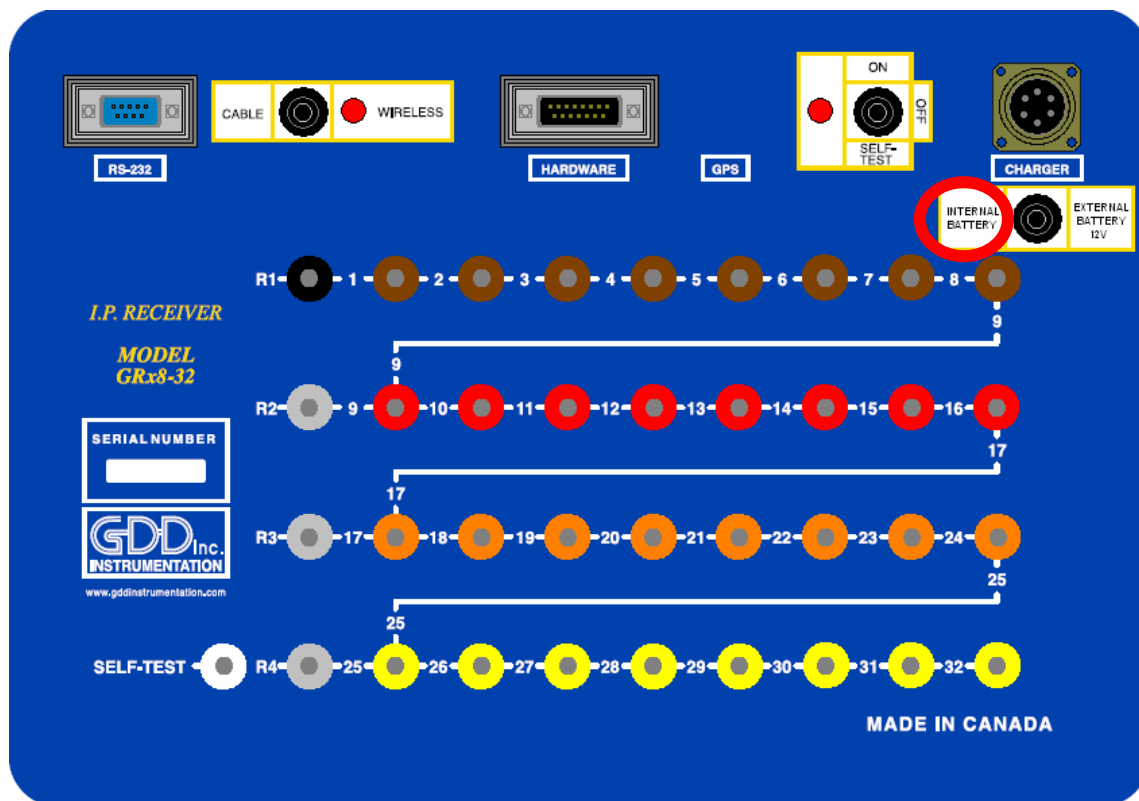 ON
OFF
CABLE
WIRELESS
SELF-
TEST
RS-232
HARDWARE
GPS
CHARGER
INTERNAL
BATTERY
EXTERNAL
BATTERY
12V
R1 1 2 3 4 5 6 7 8
9
I.P. RECEIVER
MODEL
GRx8-32
9
R2 9 10 11 12 13 14 15 16
SERIAL NUMBER
17
17
GDD Inc.
INSTRUMENTATION
R3 17 18 19 20 21 22 23 24
25
www.gddinstrumentation.com
25
SELF-TEST R4 25 26 27 28 29 30 31 32
MADE IN CANADA